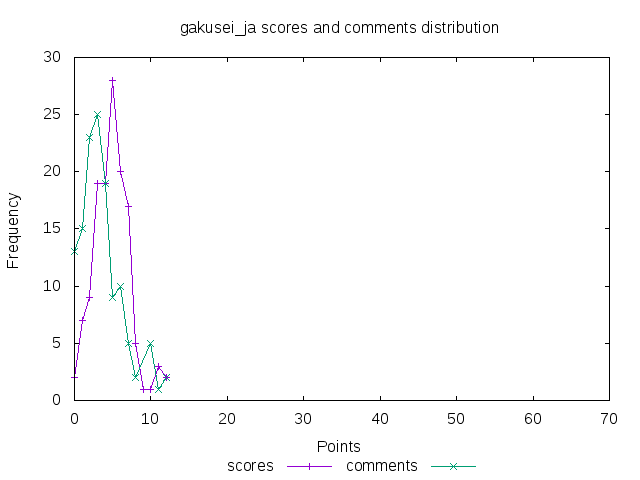 gakusei_ja scores and comments distribution
30
25
20
15
10
5
0
Frequency
0 10 20 30 40 50 60 70
Points
scores comments